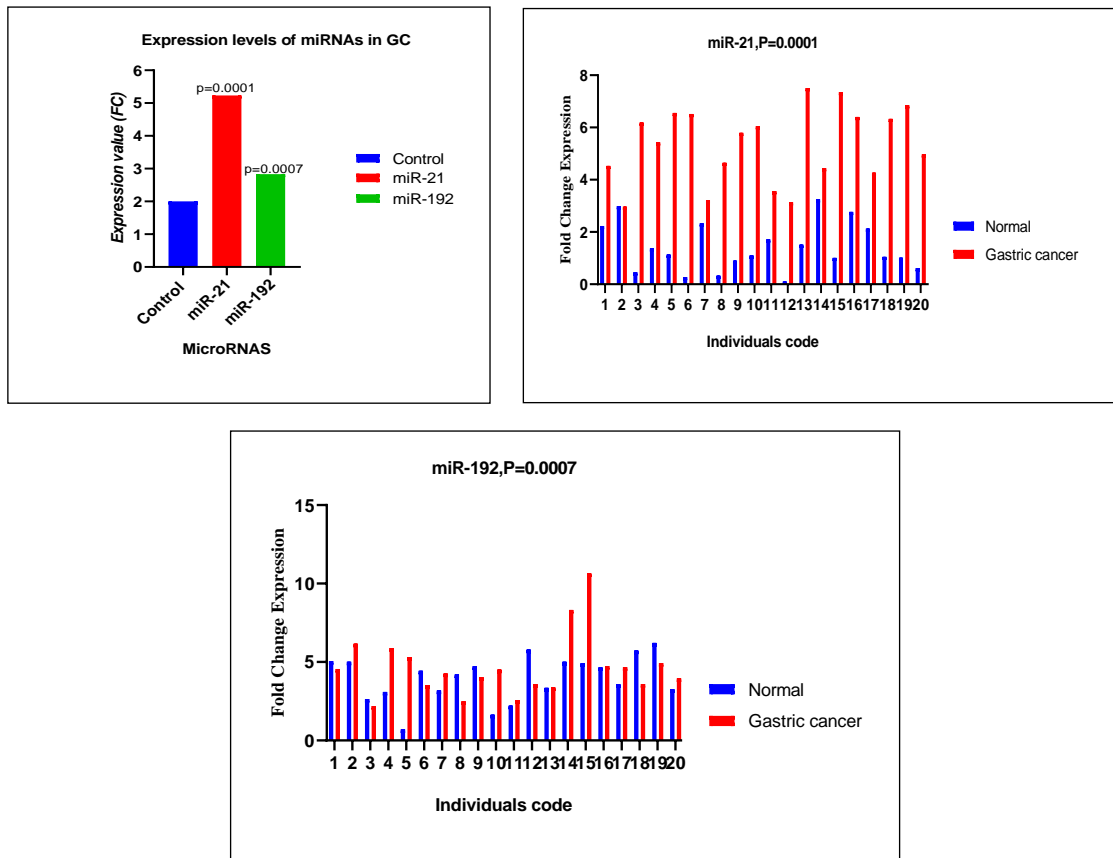 Expression levels of miRNAs in GC
Expression value (FC)
6
5
4
3
2
1
0
p=0.0001
p=0.0007
Control
miR-21
miR-192
MicroRNAS
Control
miR-21
miR-192
miR-21,P=0.0001
Fold Change Expression
8
6
4
2
0
1 2 3 4 5 6 7 8 9 10 11 12 13 14 15 16 17 18 19 20
Individuals code
Normal
Gastric cancer
miR-192,P=0.0007
Fold Change Expression
15
10
5
0
1 2 3 4 5 6 7 8 9 10 11 12 13 14 15 16 17 18 19 20
Individuals code
Normal
Gastric cancer